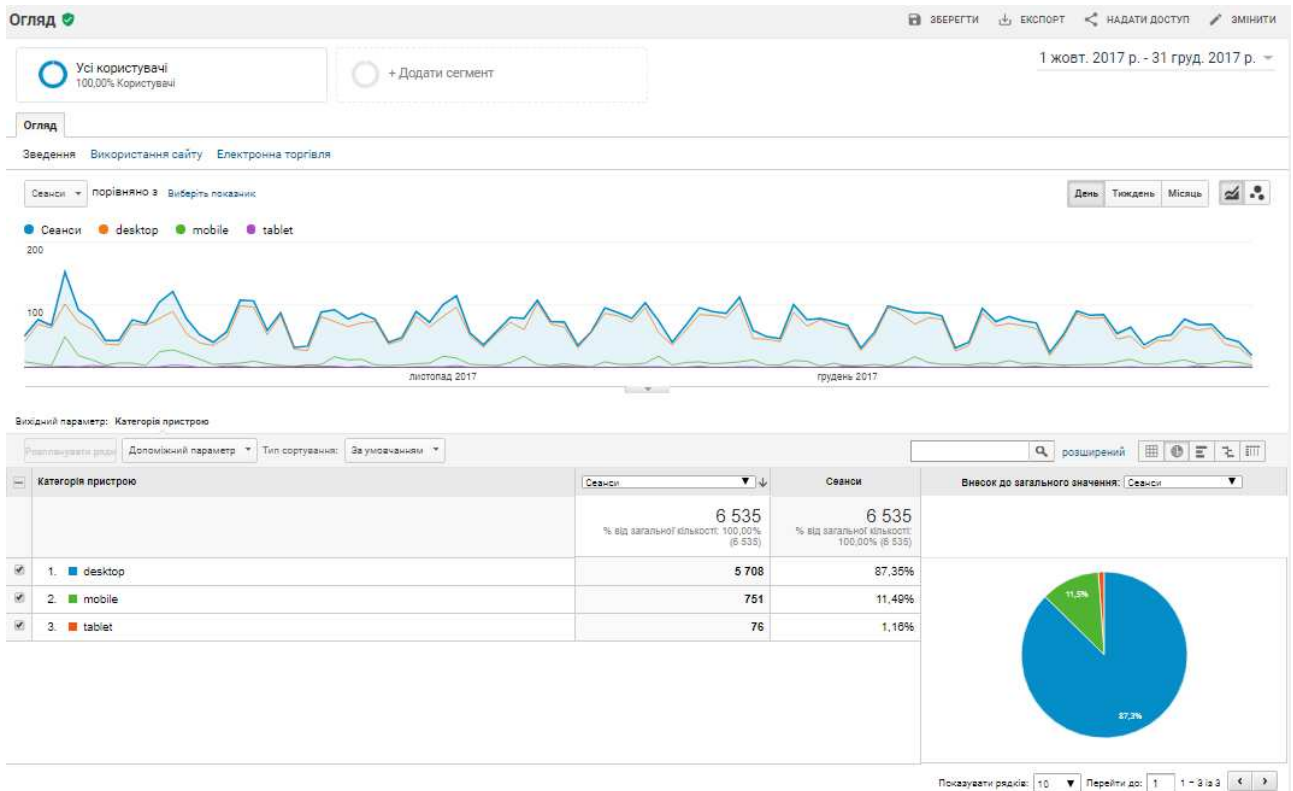 Огляд
ЗБЕРЕГТИ ЕКСПОРТ НАДАТИ ДОСТУП ЗМІНИТИ
Усі користувачі
100,00% Користувачі
+ Додати сегмент
1 жовт. 2017 р. - 31 груд. 2017 р.
Огляд
Зведення Використання сайту Електронна торгівля
Сеанси порівняно з Виберіть показник
День Тиждень Місяць
Сеанси desktop mobile tablet
200
100
листопад 2017 грудень 2017
Вихідний параметр: Категорія пристрою
Розпланувати ряди Допоміжний параметр Тип сортування: За умовчанням
розширений
Категорія пристрою Сеанси Сеанси Внесок до загального значення: Сеанси
6 535 6 535
% від загальної кількості: 100,00% (6 535)
% від загальної кількості: 100,00% (6 535)
1. desktop 5 708 87,35%
2. mobile 751 11,49%
3. tablet 76 1,16%
11,5%
87,3%
Показувати рядків: 10 Перейти до: 1 1 – 3 із 3